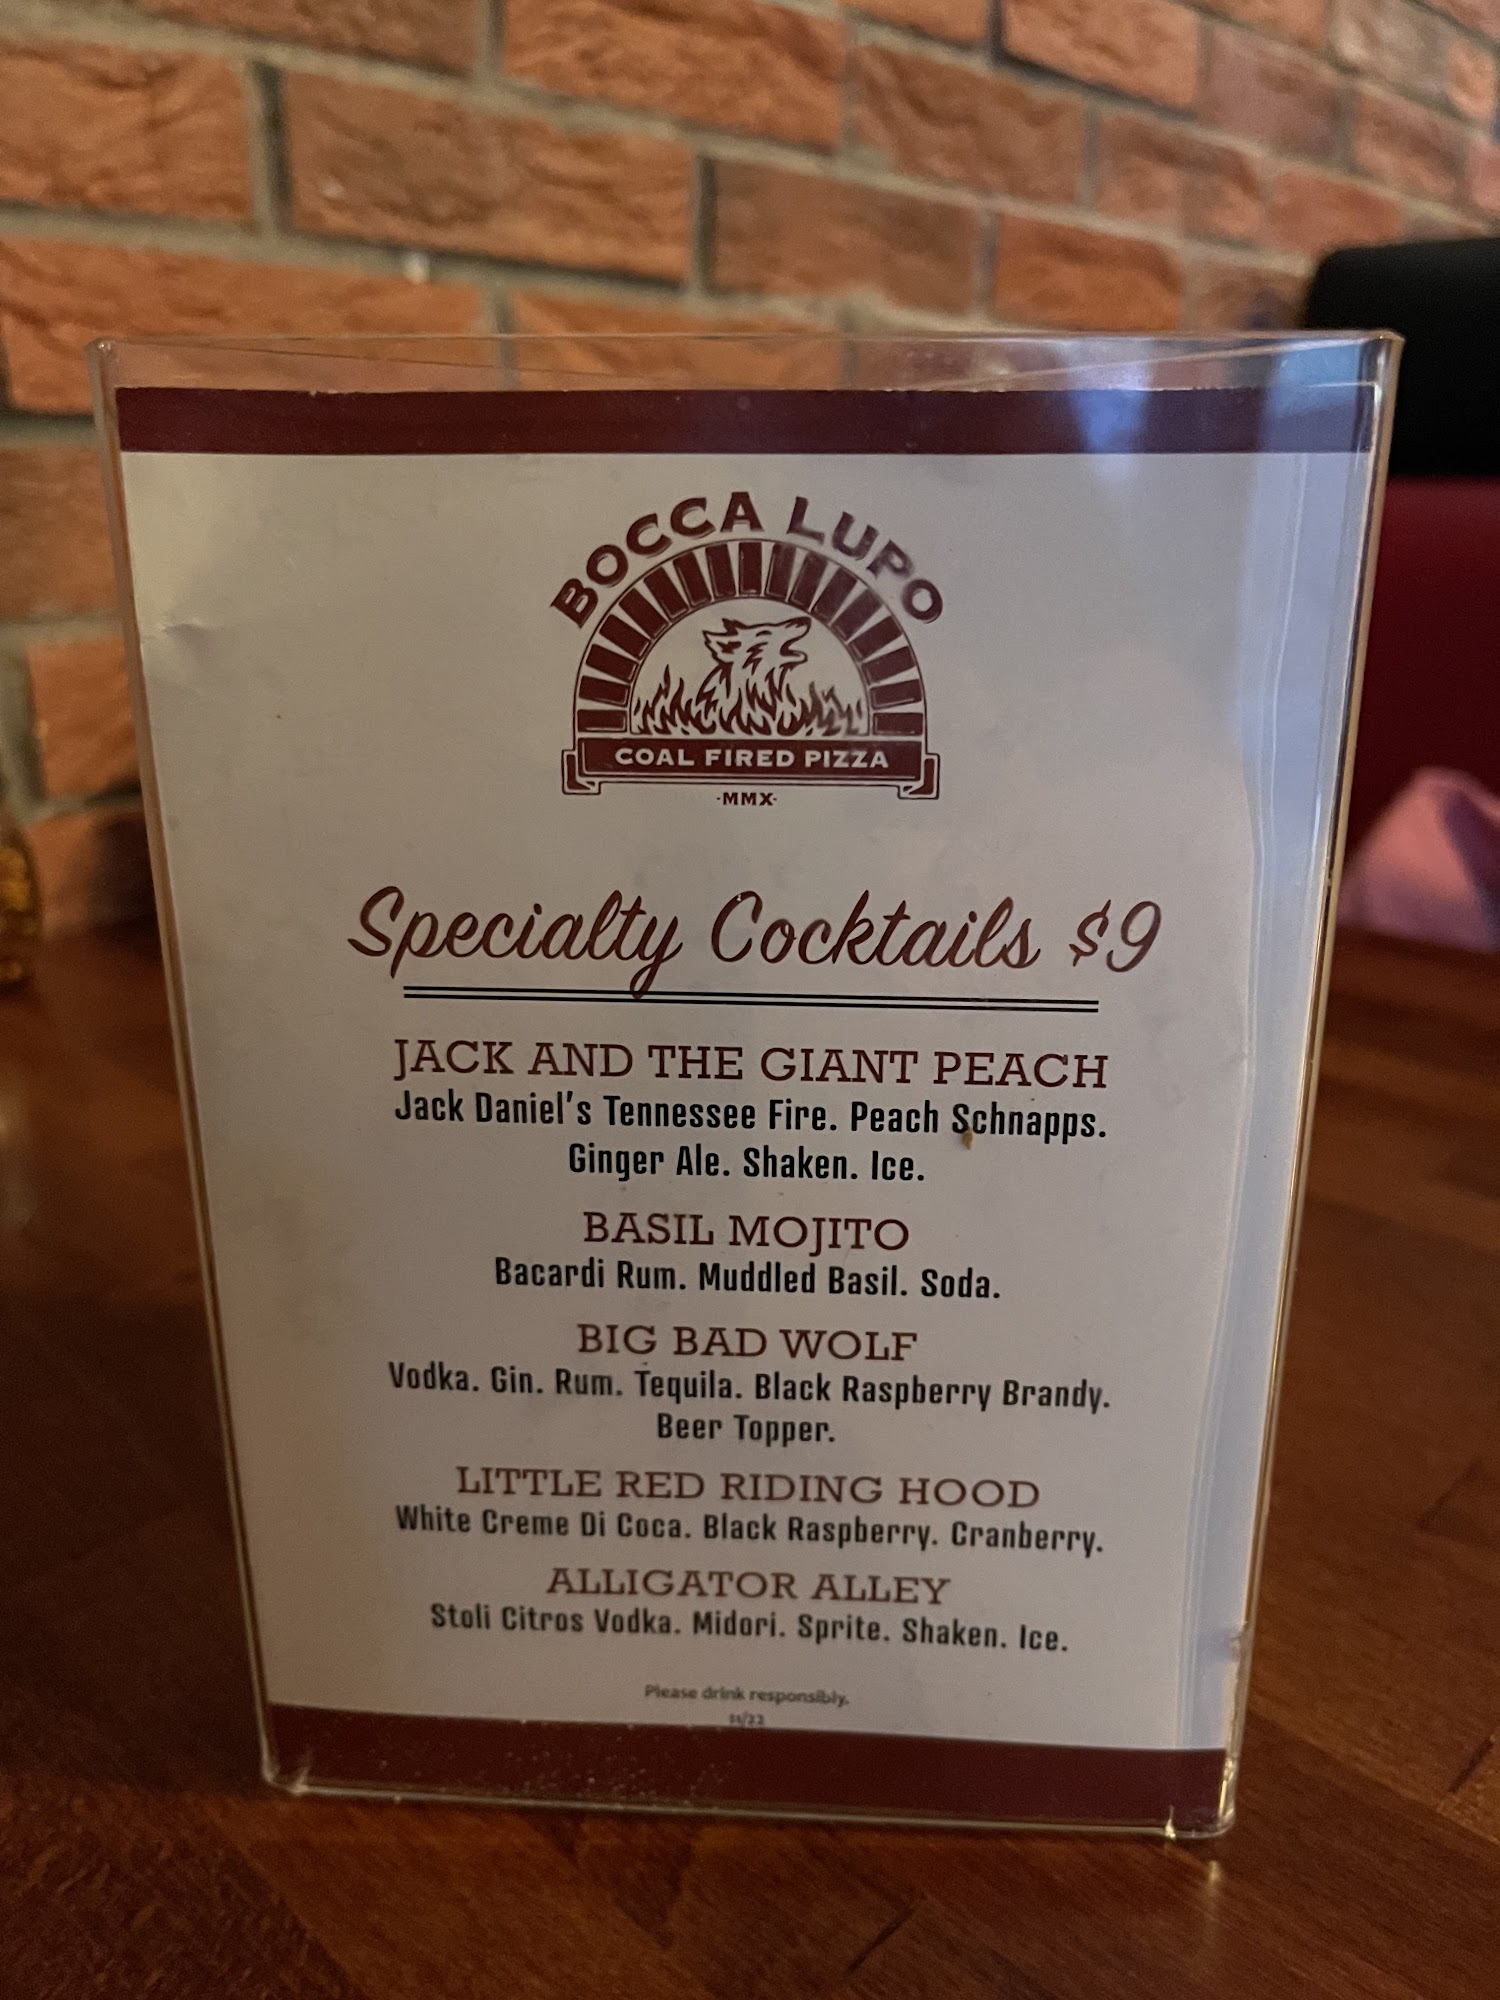 BOCCA LUPO
COAL FIRED PIZZA
-MMX-
Specialty Cocktails $9
JACK AND THE GIANT PEACH
Jack Daniel's Tennessee Fire. Peach Schnapps.
Ginger Ale. Shaken. Ice.
BASIL MOJITO
Bacardi Rum. Muddled Basil. Soda.
BIG BAD WOLF
Vodka. Gin. Rum. Tequila. Black Raspberry Brandy.
Beer Topper.
LITTLE RED RIDING HOOD
White Creme Di Coca. Black Raspberry. Cranberry.
ALLIGATOR ALLEY
Stoli Citros Vodka. Midori. Sprite. Shaken. Ice.
Please drink responsibly.
11/22